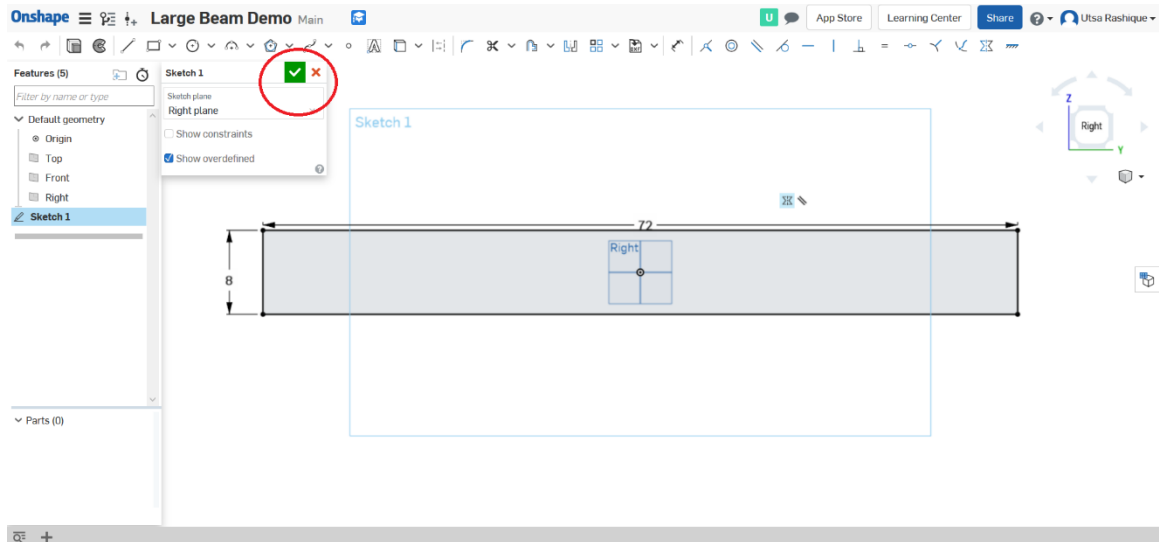 Onshape Large Beam Demo Main U App Store Learning Center Share Utsa Rashique
Features (5)
Filter by name or type
Default geometry
Origin
Top
Front
Right
Sketch 1
Parts (0)
Sketch 1
Sketch plane
Right plane
Show constraints
Show overdefined
Sketch 1
72
8
Right
Z
Right
Y